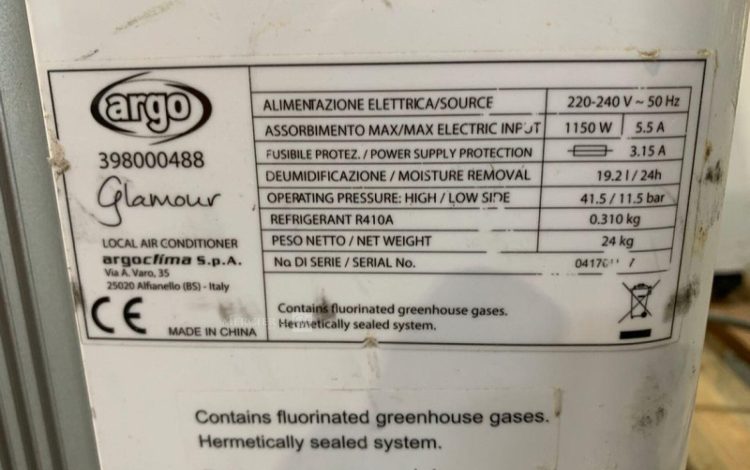 argo
398000488
Glamour
LOCAL AIR CONDITIONER
argoclima S.p.A.
Via A. Varo, 35
25020 Alfianello (BS) - Italy
CE
MADE IN CHINA
ALIMENTAZIONE ELETTRICA/SOURCE 220-240 V ~ 50 Hz
ASSORBIMENTO MAX/MAX ELECTRIC INPUT 1150 W 5.5 A
FUSIBILE PROTEZ. / POWER SUPPLY PROTECTION 3.15 A
DEUMIDIFICAZIONE / MOISTURE REMOVAL 19.2 l / 24h
OPERATING PRESSURE: HIGH / LOW SIDE 41.5 / 11.5 bar
REFRIGERANT R410A 0.310 kg
PESO NETTO / NET WEIGHT 24 kg
No DI SERIE / SERIAL No.
Contains fluorinated greenhouse gases.
Hermetically sealed system.
Contains fluorinated greenhouse gases.
Hermetically sealed system.